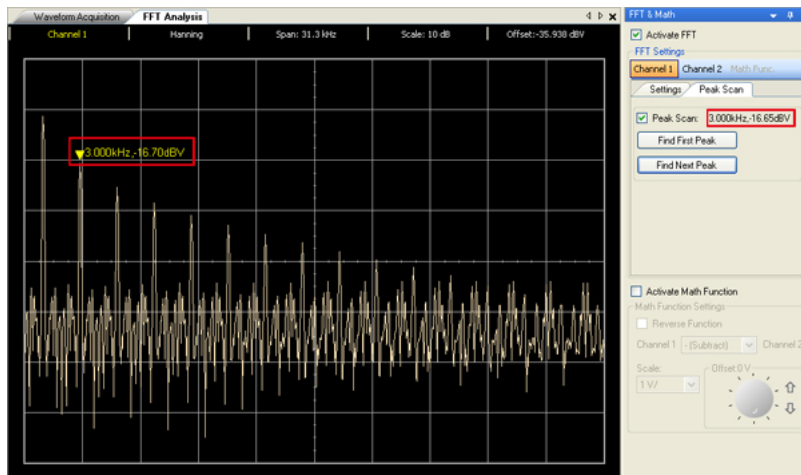 Waveform Acquisition FFT Analysis
Channel 1 Hanning Span: 31.3 kHz Scale: 10 dB Offset:-35.938 dBV
3.000kHz,-16.70dBV
FFT & Math
Activate FFT
FFT Settings
Channel 1 Channel 2 Math Func.
Settings Peak Scan
Peak Scan: 3.000kHz,-16.65dBV
Find First Peak
Find Next Peak
Activate Math Function
Math Function Settings
Reverse Function
Channel 1 - (Subtract) Channel 2
Scale: Offset:0 V
1 V/